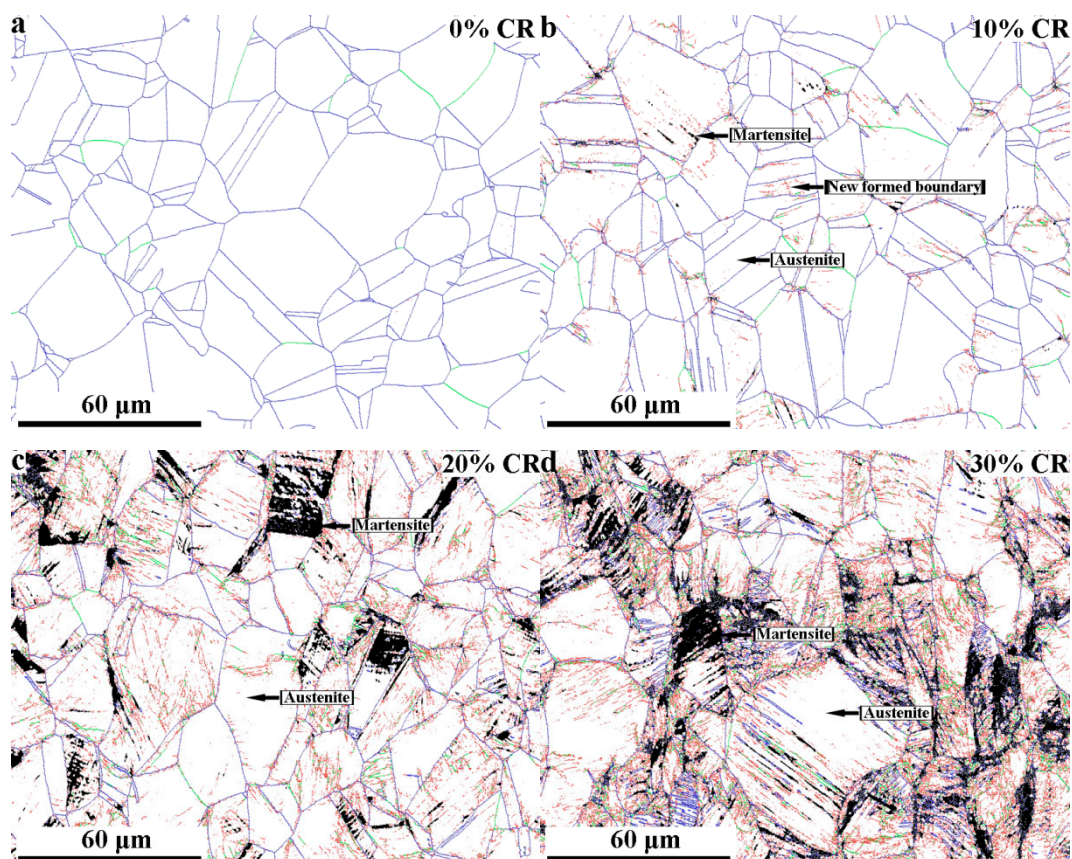 a
0% CR
b
10% CR
Martensite
New formed boundary
Austenite
60 µm
60 µm
c
20% CR
d
30% CR
Martensite
Martensite
Austenite
Austenite
60 µm
60 µm